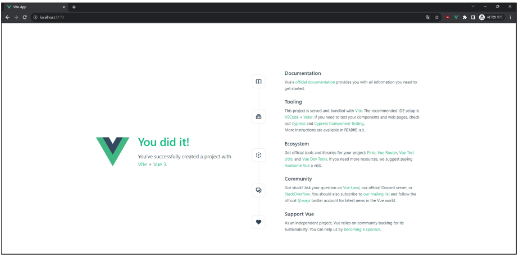 Vite App
localhost:5173
You did it!
You've successfully created a project with
Vite + Vue 3.
Documentation
Vue's official documentation provides you with all information you need to
get started.
Tooling
This project is served and bundled with Vite. The recommended IDE setup is
VSCode + Volar. If you need to test your components and web pages, check
out Cypress and Cypress Component Testing.
More instructions are available in README.md.
Ecosystem
Get official tools and libraries for your project: Pinia, Vue Router, Vue Test
Utils, and Vue Dev Tools. If you need more resources, we suggest paying
Awesome Vue a visit.
Community
Got stuck? Ask your question on Vue Land, our official Discord server, or
StackOverflow. You should also subscribe to our mailing list and follow the
official @vuejs twitter account for latest news in the Vue world.
Support Vue
As an independent project, Vue relies on community backing for its
sustainability. You can help us by becoming a sponsor.